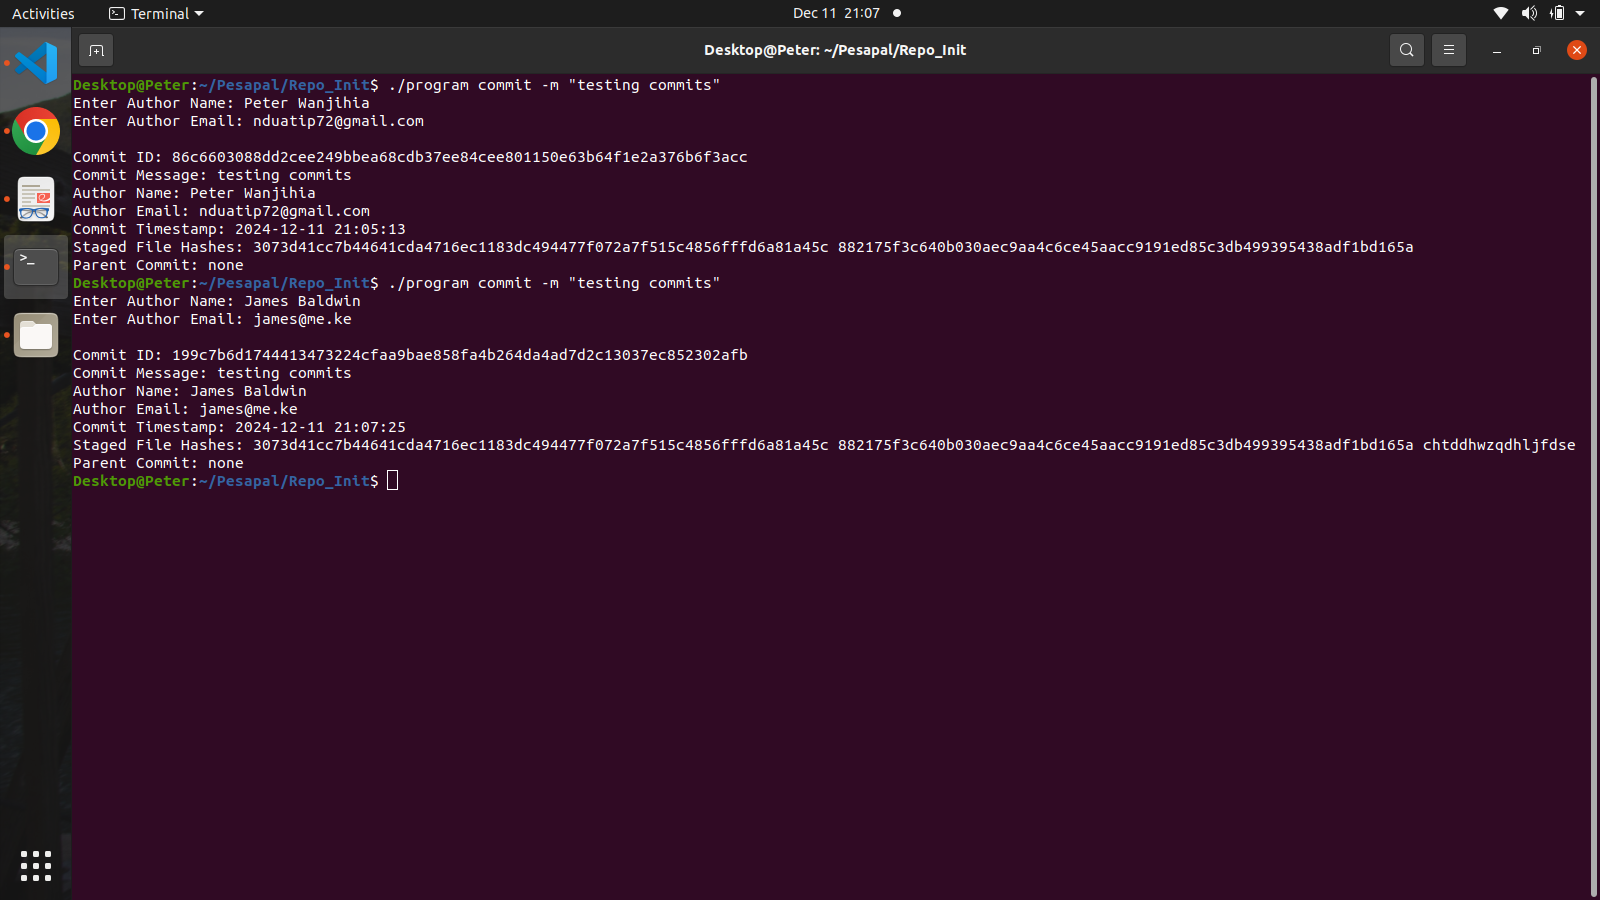 Activities
Terminal
Dec 11 21:07
Desktop@Peter: ~/Pesapal/Repo_Init
Desktop@Peter:~/Pesapal/Repo_Init$ ./program commit -m "testing commits"
Enter Author Name: Peter Wanjihia
Enter Author Email: nduatip72@gmail.com
Commit ID: 86c6603088dd2cee249bbea68cdb37ee84cee801150e63b64f1e2a376b6f3acc
Commit Message: testing commits
Author Name: Peter Wanjihia
Author Email: nduatip72@gmail.com
Commit Timestamp: 2024-12-11 21:05:13
Staged File Hashes: 3073d41cc7b44641cda4716ec1183dc494477f072a7f515c4856fffd6a81a45c 882175f3c640b030aec9aa4c6ce45aacc9191ed85c3db499395438adf1bd165a
Parent Commit: none
Desktop@Peter:~/Pesapal/Repo_Init$ ./program commit -m "testing commits"
Enter Author Name: James Baldwin
Enter Author Email: james@me.ke
Commit ID: 199c7b6d1744413473224cfaa9bae858fa4b264da4ad7d2c13037ec852302afb
Commit Message: testing commits
Author Name: James Baldwin
Author Email: james@me.ke
Commit Timestamp: 2024-12-11 21:07:25
Staged File Hashes: 3073d41cc7b44641cda4716ec1183dc494477f072a7f515c4856fffd6a81a45c 882175f3c640b030aec9aa4c6ce45aacc9191ed85c3db499395438adf1bd165a chtddhwzqdhljfdse
Parent Commit: none
Desktop@Peter:~/Pesapal/Repo_Init$